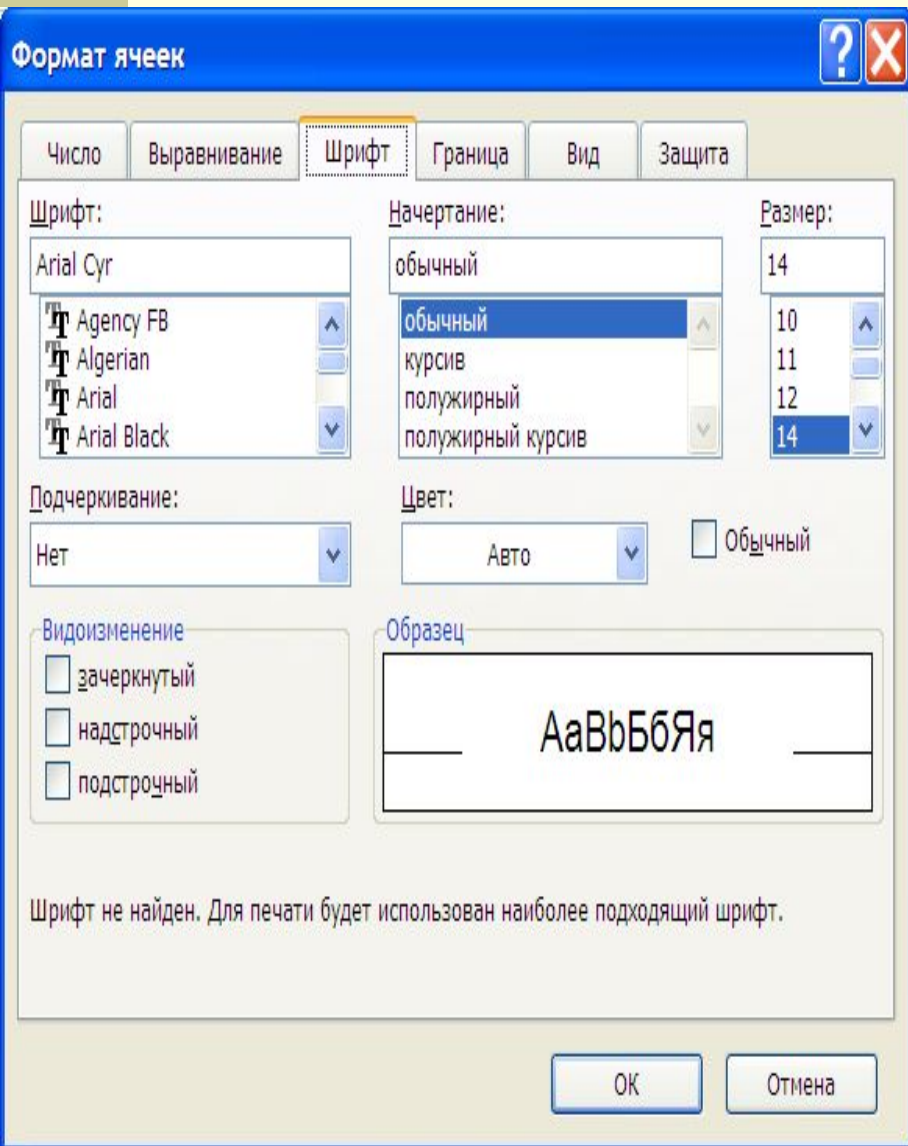 Формат ячеек
Число Выравнивание Шрифт Граница Вид Защита
Шрифт: Начертание: Размер:
Arial Cyr обычный 14
Agency FB обычный 10
Algerian курсив 11
Arial полужирный 12
Arial Black полужирный курсив 14
Подчеркивание: Цвет:
Нет Авто Обычный
Видоизменение Образец
зачеркнутый
надстрочный АаВbБбЯя
подстрочный
Шрифт не найден. Для печати будет использован наиболее подходящий шрифт.
ОК Отмена